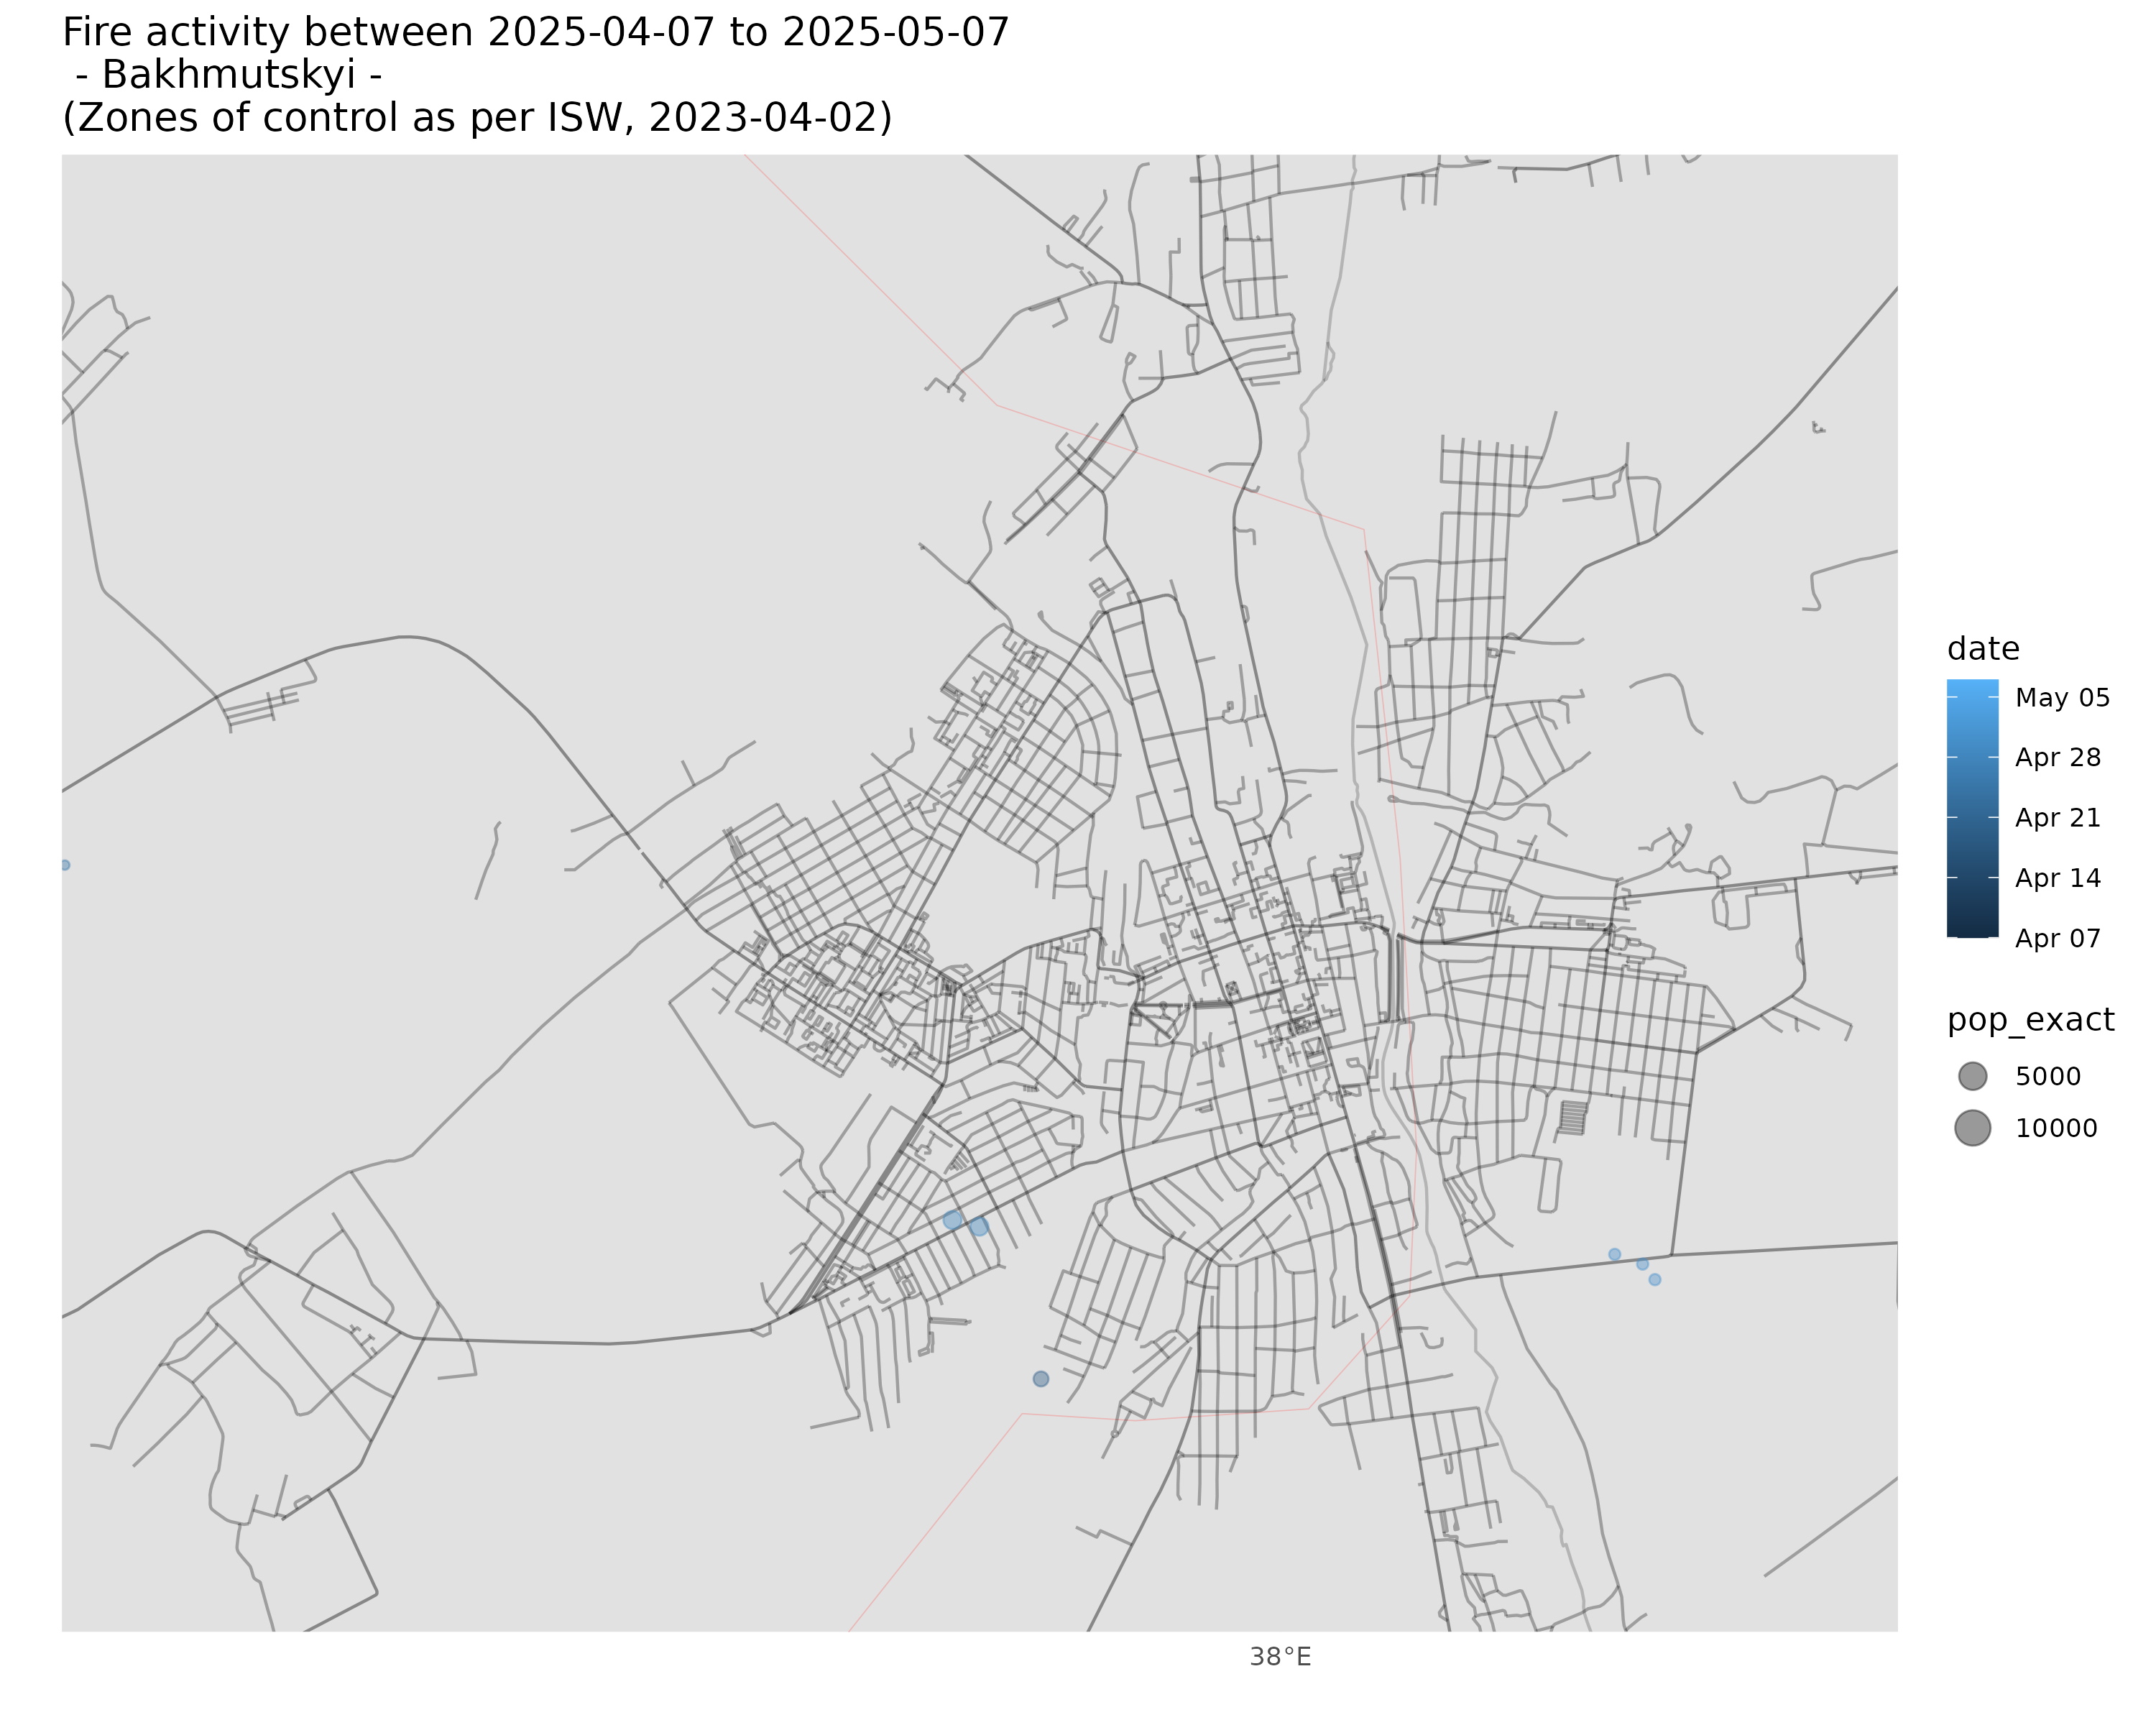 Fire activity between 2025-04-07 to 2025-05-07
- Bakhmutskyi -
(Zones of control as per ISW, 2023-04-02)
date
May 05
Apr 28
Apr 21
Apr 14
Apr 07
pop_exact
5000
10000
38°E